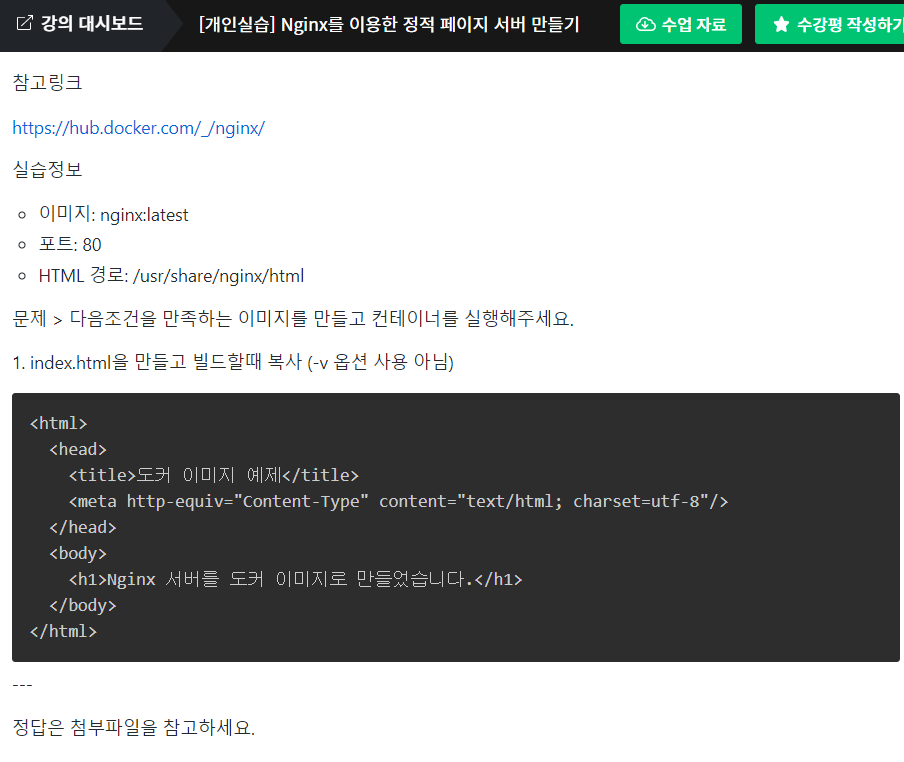 강의 대시보드
[개인실습] Nginx를 이용한 정적 페이지 서버 만들기
수업 자료
수강평 작성하기
참고링크
https://hub.docker.com/_/nginx/
실습정보
이미지: nginx:latest
포트: 80
HTML 경로: /usr/share/nginx/html
문제 > 다음조건을 만족하는 이미지를 만들고 컨테이너를 실행해주세요.
1. index.html을 만들고 빌드할때 복사 (-v 옵션 사용 아님)
<html>
  <head>
    <title>도커 이미지 예제</title>
    <meta http-equiv="Content-Type" content="text/html; charset=utf-8"/>
  </head>
  <body>
    <h1>Nginx 서버를 도커 이미지로 만들었습니다.</h1>
  </body>
</html>
---
정답은 첨부파일을 참고하세요.